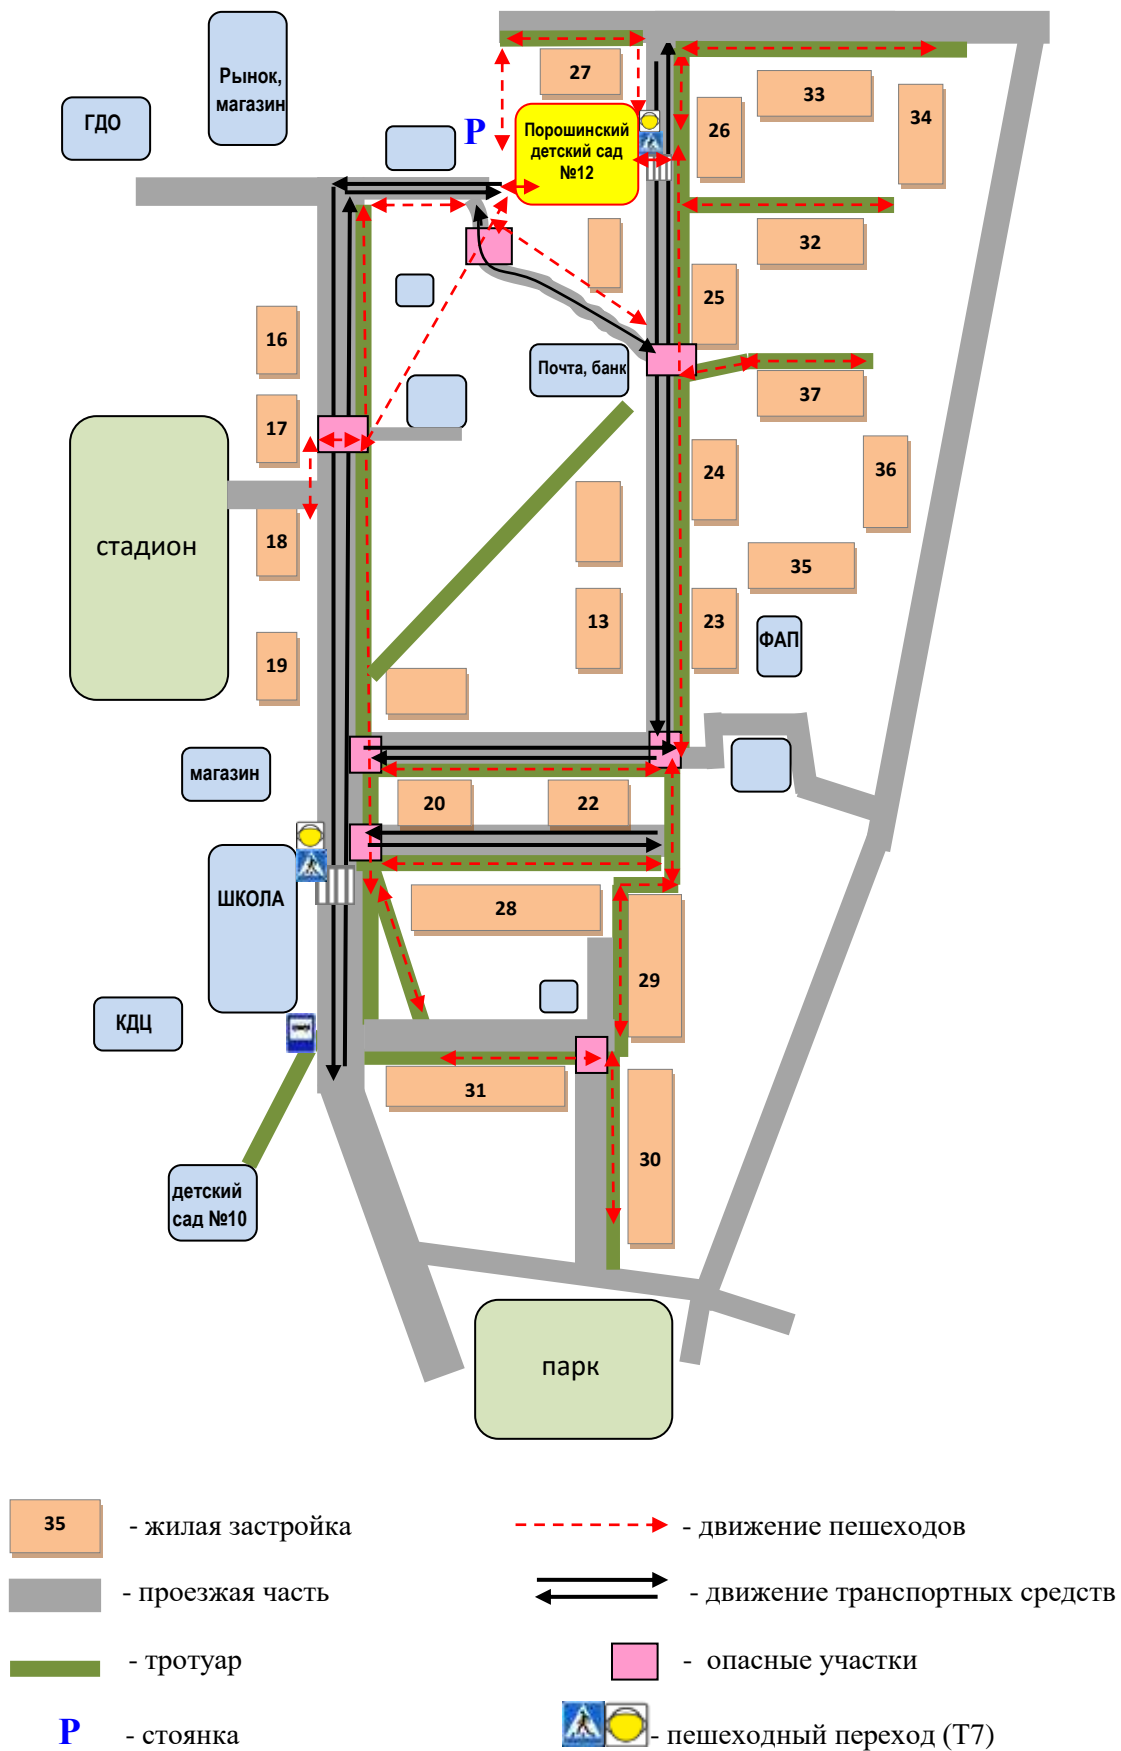 27
33
34
26
Рынок,
магазин
ГДО
P
Порошинский
детский сад
№12
32
25
16
Почта, банк
37
17
24
36
стадион
18
35
13
23
ФАП
19
магазин
20
22
ШКОЛА
28
29
КДЦ
31
30
детский
сад №10
парк
35
- жилая застройка
- движение пешеходов
- проезжая часть
- движение транспортных средств
- тротуар
- опасные участки
P
- стоянка
- пешеходный переход (Т7)